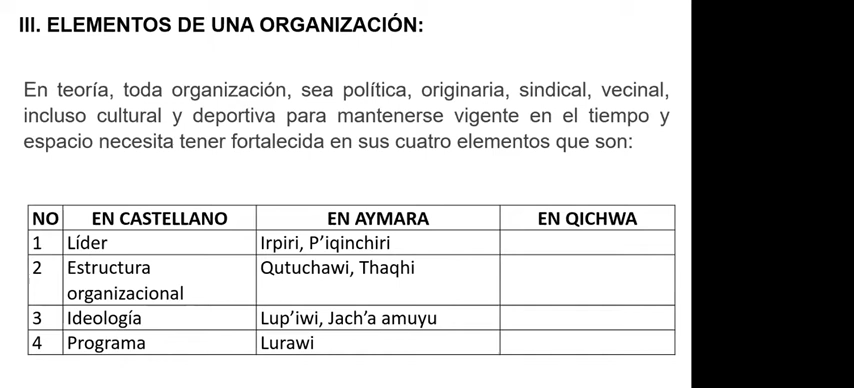 III. ELEMENTOS DE UNA ORGANIZACIÓN:
En teoría, toda organización, sea política, originaria, sindical, vecinal,
incluso cultural y deportiva para mantenerse vigente en el tiempo y
espacio necesita tener fortalecida en sus cuatro elementos que son:
NO EN CASTELLANO EN AYMARA EN QICHWA
1 Líder Irpiri, P’iqinchiri
2 Estructura organizacional Qutuchawi, Thaqhi
3 Ideología Lup’iwi, Jach’a amuyu
4 Programa Lurawi